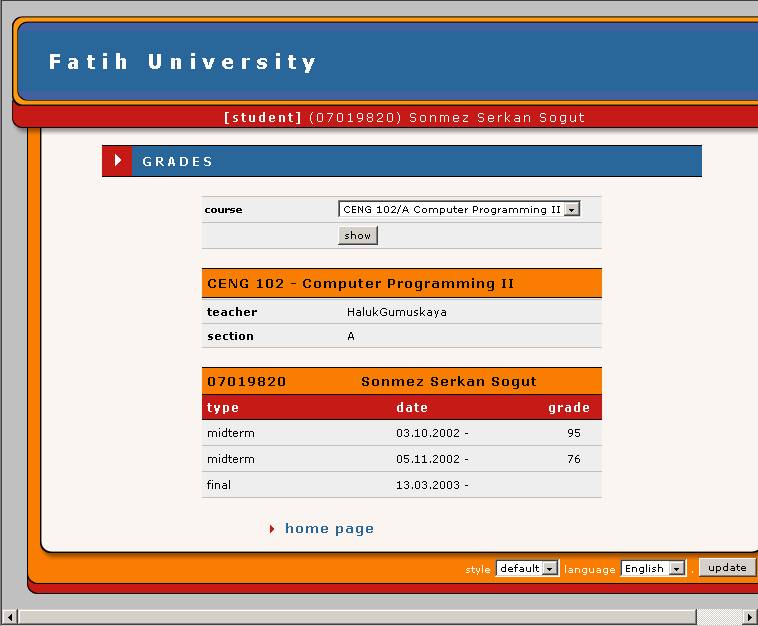 Fatih University
[student] (07019820) Sonmez Serkan Sogut
GRADES
course CENG 102/A Computer Programming II
show
CENG 102 - Computer Programming II
teacher HalukGumuskaya
section A
07019820 Sonmez Serkan Sogut
type date grade
midterm 03.10.2002 - 95
midterm 05.11.2002 - 76
final 13.03.2003 -
home page
style default language English . update